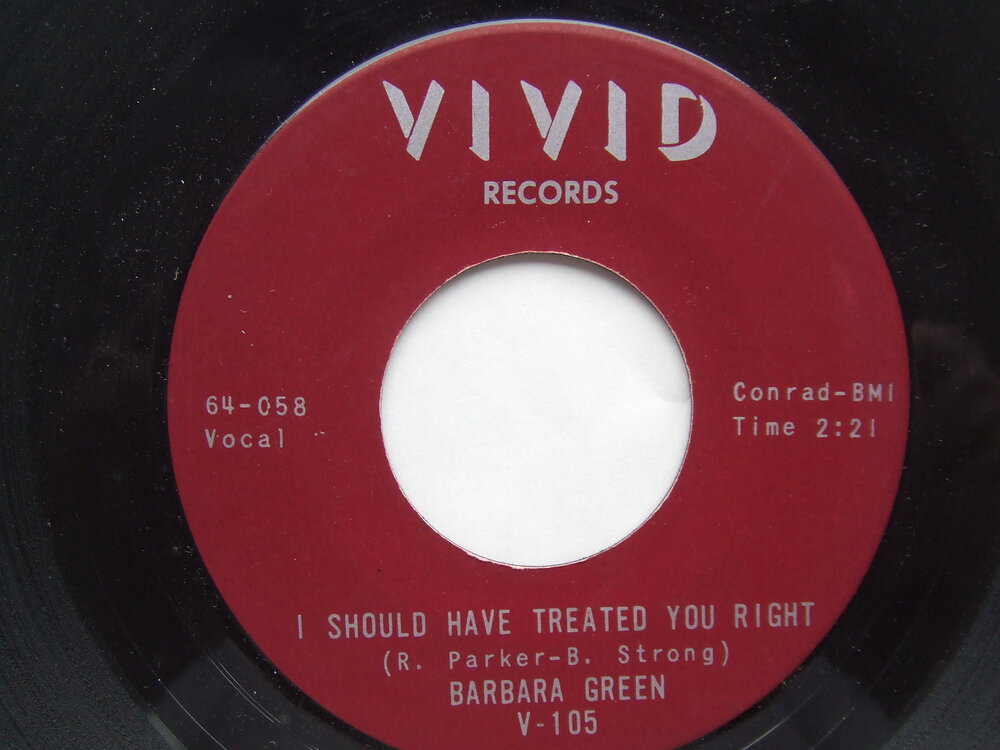 VIVID
RECORDS
64-058
Vocal
Conrad-BMI
Time 2:21
I SHOULD HAVE TREATED YOU RIGHT
(R. Parker-B. Strong)
BARBARA GREEN
V-105